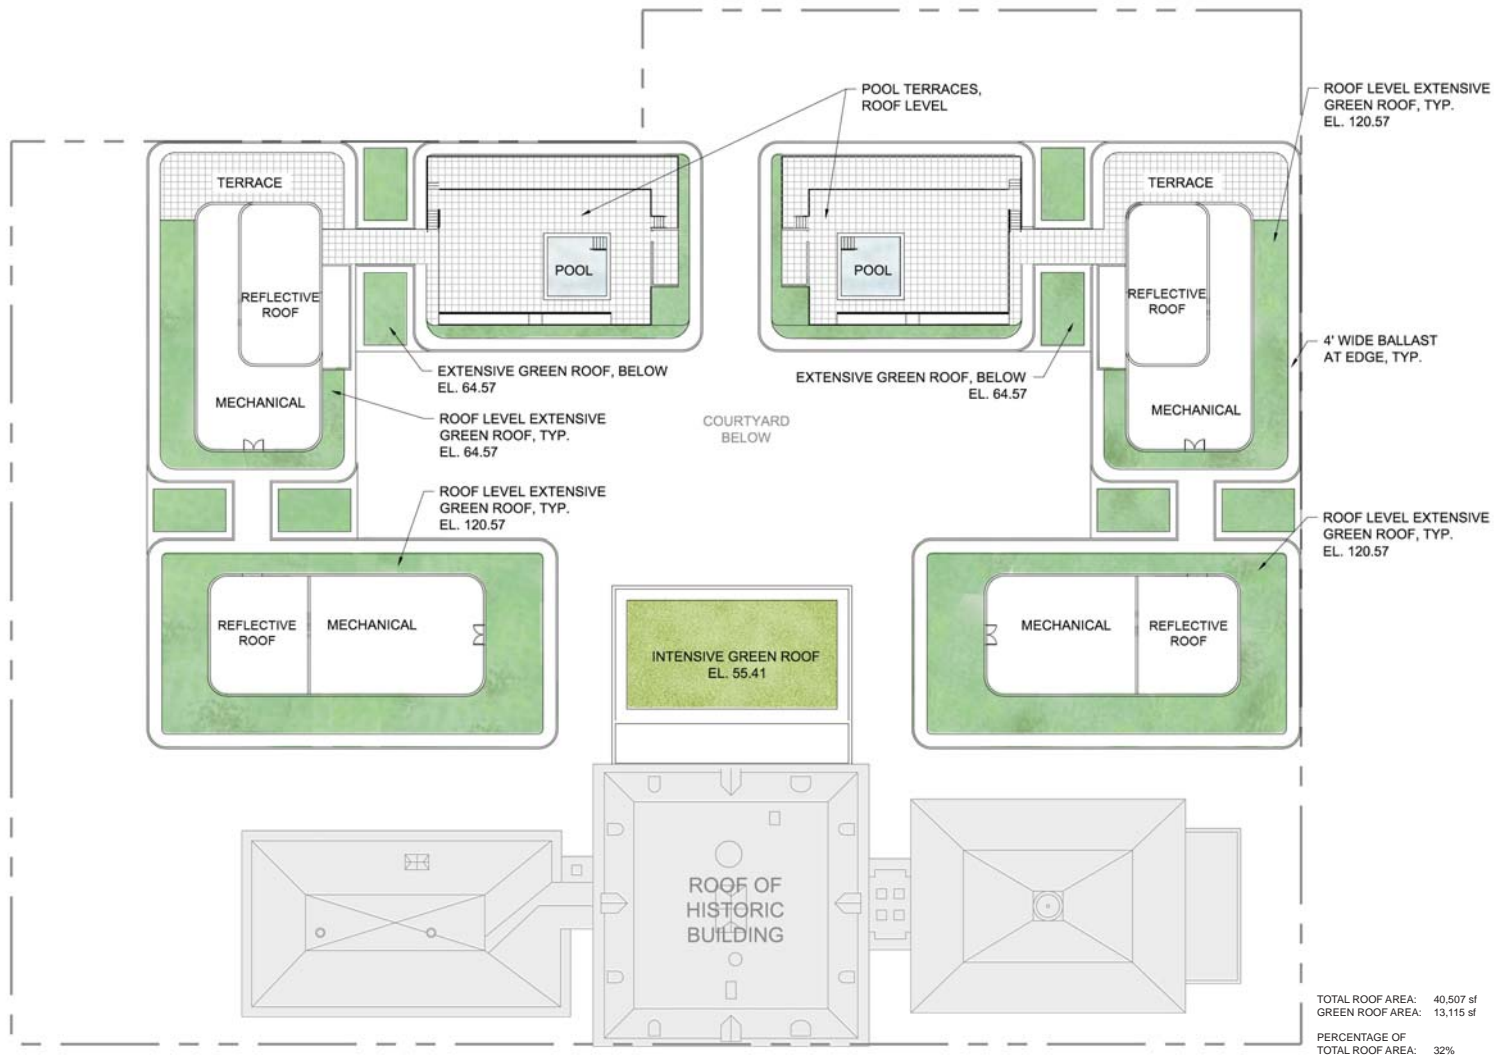 POOL TERRACES,
ROOF LEVEL
ROOF LEVEL EXTENSIVE
GREEN ROOF, TYP.
EL. 120.57
TERRACE
TERRACE
POOL
POOL
REFLECTIVE
ROOF
REFLECTIVE
ROOF
4' WIDE BALLAST
AT EDGE, TYP.
EXTENSIVE GREEN ROOF, BELOW
EL. 64.57
EXTENSIVE GREEN ROOF, BELOW
EL. 64.57
MECHANICAL
MECHANICAL
ROOF LEVEL EXTENSIVE
GREEN ROOF, TYP.
EL. 64.57
COURTYARD
BELOW
ROOF LEVEL EXTENSIVE
GREEN ROOF, TYP.
EL. 120.57
ROOF LEVEL EXTENSIVE
GREEN ROOF, TYP.
EL. 120.57
REFLECTIVE
ROOF
MECHANICAL
MECHANICAL
REFLECTIVE
ROOF
INTENSIVE GREEN ROOF
EL. 55.41
ROOF OF
HISTORIC
BUILDING
TOTAL ROOF AREA: 40,507 sf
GREEN ROOF AREA: 13,115 sf
PERCENTAGE OF
TOTAL ROOF AREA: 32%